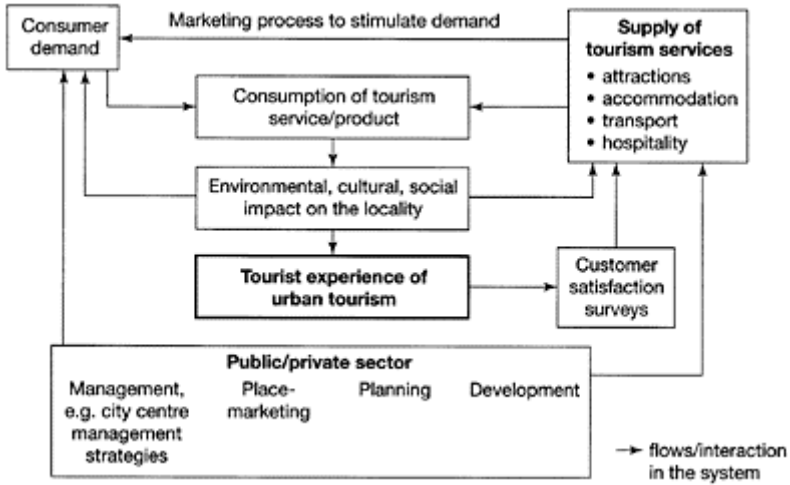 Consumer
demand
Marketing process to stimulate demand
Supply of
tourism services
• attractions
• accommodation
• transport
• hospitality
Consumption of tourism
service/product
Environmental, cultural, social
impact on the locality
Tourist experience of
urban tourism
Customer
satisfaction
surveys
Public/private sector
Management,
e.g. city centre
management
strategies
Place-
marketing
Planning
Development
flows/interaction
in the system